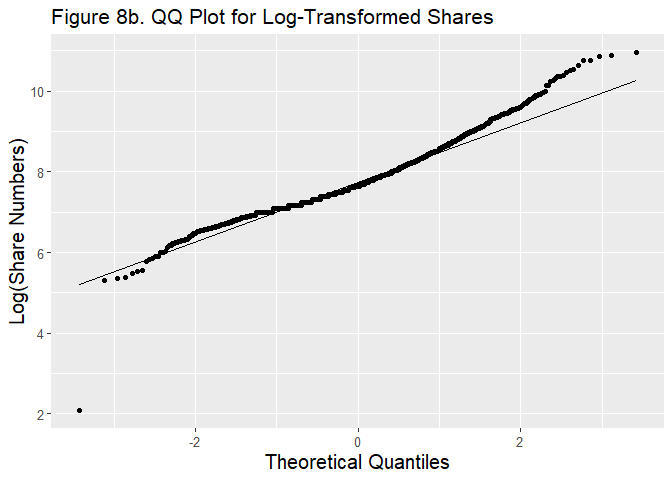 Figure 8b. QQ Plot for Log-Transformed Shares
Log(Share Numbers)
10
8
6
4
2
-2
0
2
Theoretical Quantiles